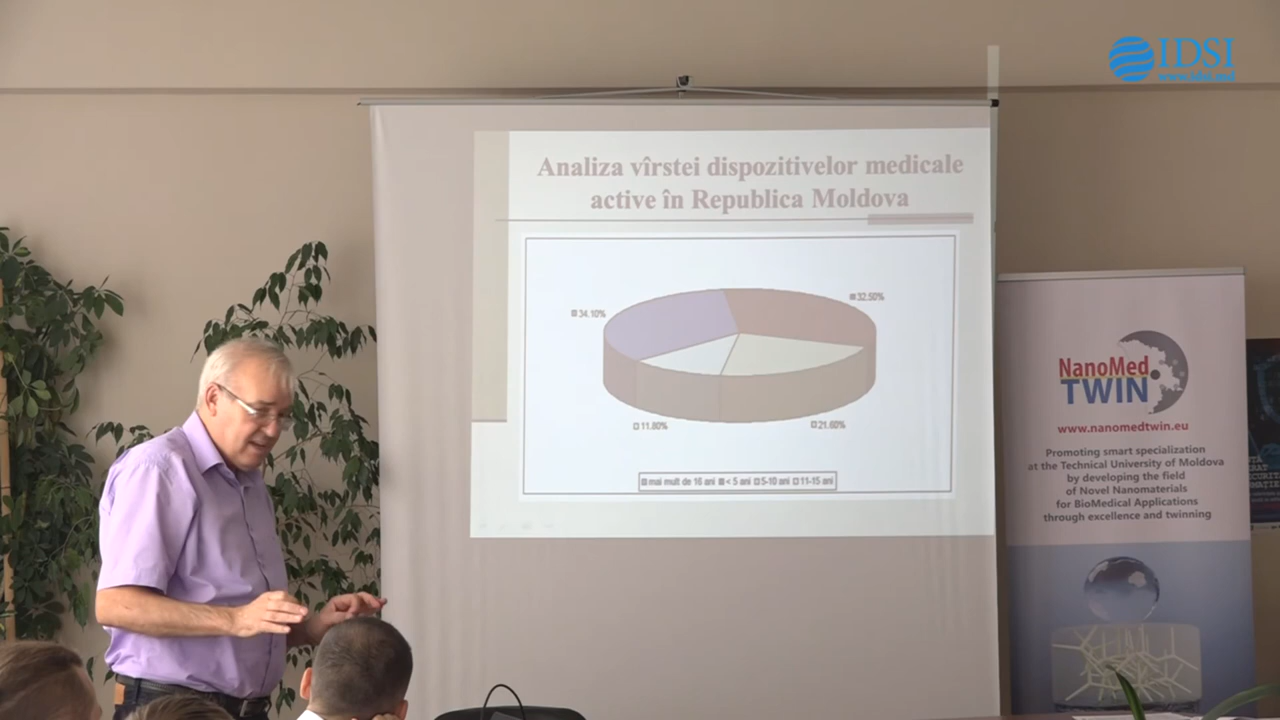 IDSI
www.idsi.md
Analiza vîrstei dispozitivelor medicale
active în Republica Moldova
34.10%
32.50%
11.80%
21.60%
mai mult de 16 ani < 5 ani 5-10 ani 11-15 ani
NanoMed
TWIN
www.nanomedtwin.eu
Promoting smart specialization
at the Technical University of Moldova
by developing the field
of Novel Nanomaterials
for BioMedical Applications
through excellence and twinning